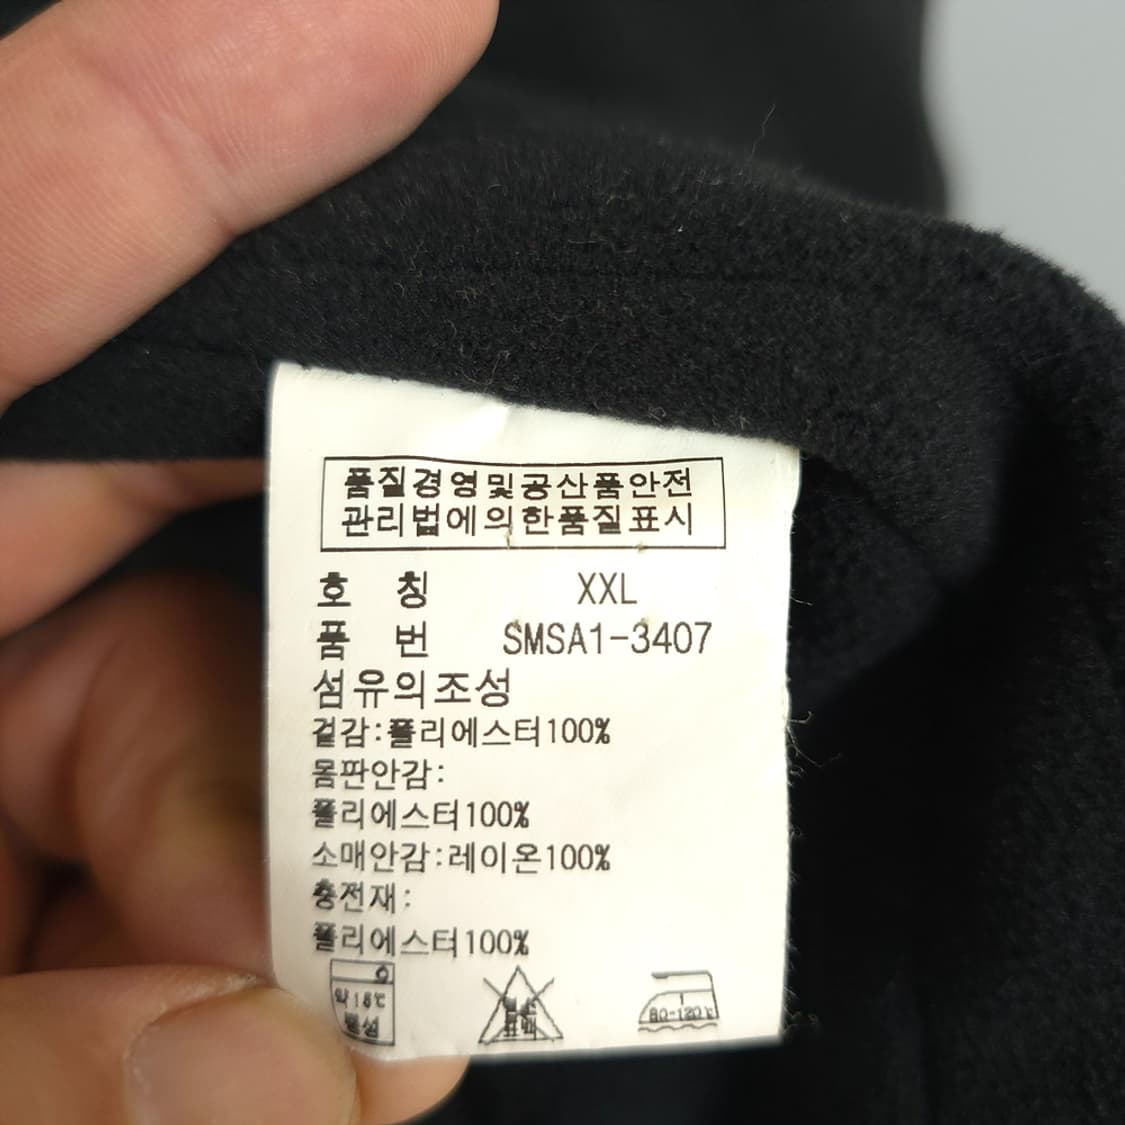 품질경영및공산품안전
관리법에의한품질표시
호 칭 XXL
품 번 SMSA1-3407
섬유의조성
겉감:폴리에스터100%
몸판안감:
폴리에스터100%
소매안감:레이온100%
충전재:
폴리에스터100%
80-120℃